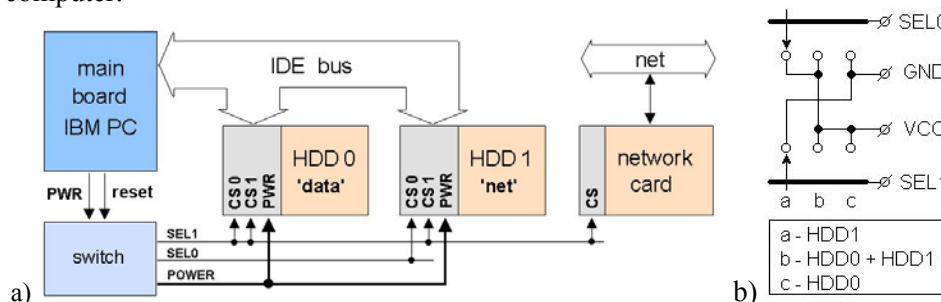 computer.
main
board
IBM PC
IDE bus
net
HDD 0
'data'
HDD 1
'net'
network
card
CS 0
CS 1
PWR
CS 0
CS 1
PWR
CS
PWR
reset
switch
SEL1
SEL0
POWER
a)
SEL0
GND
VCC
SEL1
a b c
a - HDD1
b - HDD0 + HDD1
c - HDD0
b)